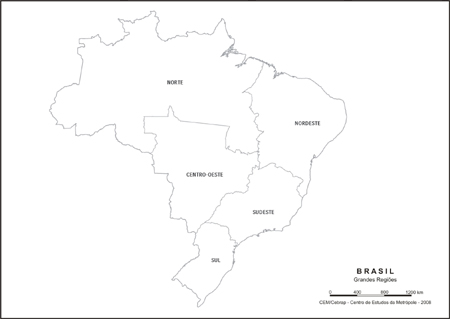 NORTE
NORDESTE
CENTRO-OESTE
SUDESTE
SUL
BRASIL
Grandes Regiões
0 400 800 1200 km
CEM/Cebrap - Centro de Estudos da Metrópole - 2008